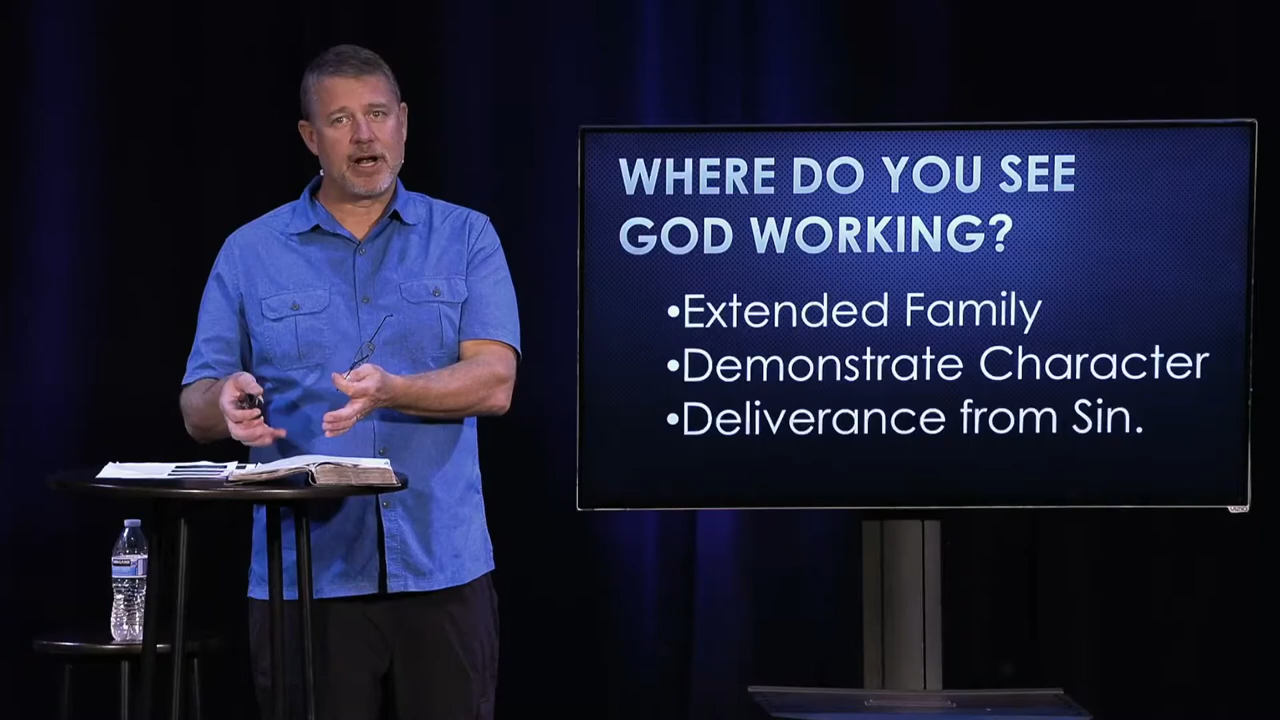 WHERE DO YOU SEE
GOD WORKING?
•Extended Family
•Demonstrate Character
•Deliverance from Sin.